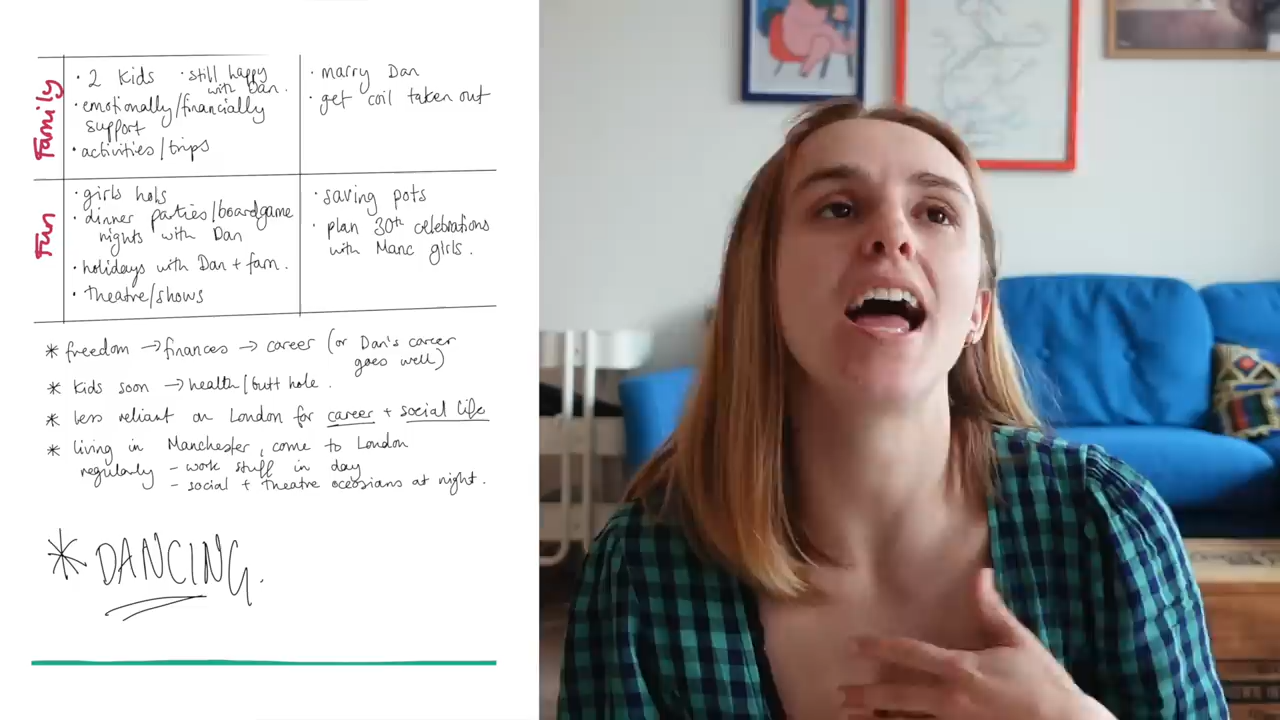 Family
· 2 kids · still happy
with Dan.
· emotionally/financially
support
· activities/trips
· marry Dan
· get coil taken out
Fun
· girls hols
· dinner parties/boardgame
nights with Dan
· holidays with Dan + fam.
· theatre/shows
· saving pots
· plan 30th celebrations
with Manc girls.
* freedom → finances → career (or Dan's career
goes well)
* kids soon → health/butt hole.
* less reliant on London for career + social life
* living in Manchester, come to London
regularly - work stuff in day
- social + theatre occasians at night.
* DANCING.